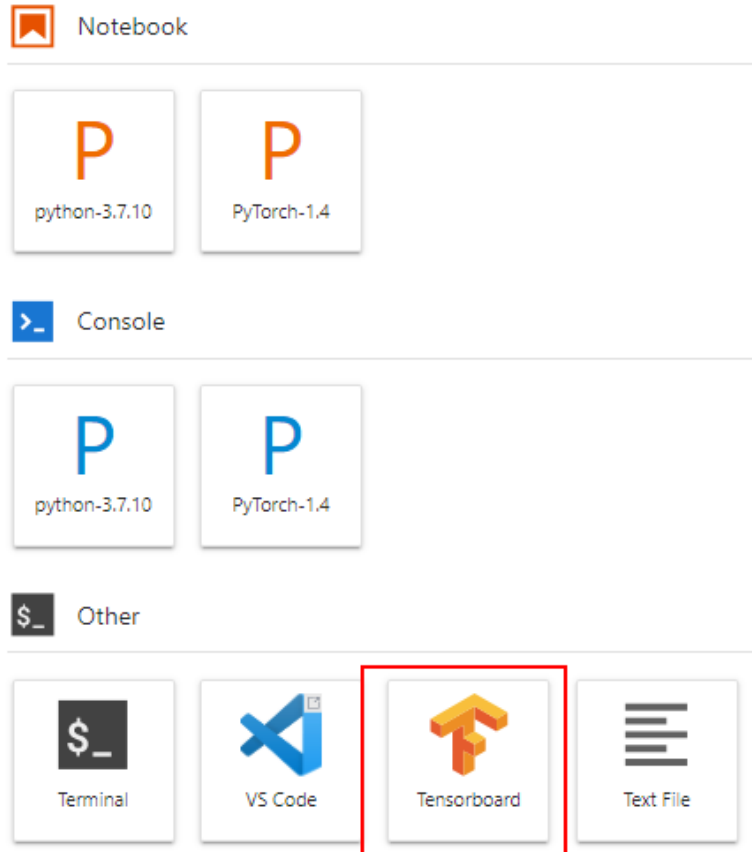 Notebook
P
P
python-3.7.10
PyTorch-1.4
>_
Console
P
P
python-3.7.10
PyTorch-1.4
$_
Other
$_
Terminal
VS Code
Tensorboard
Text File